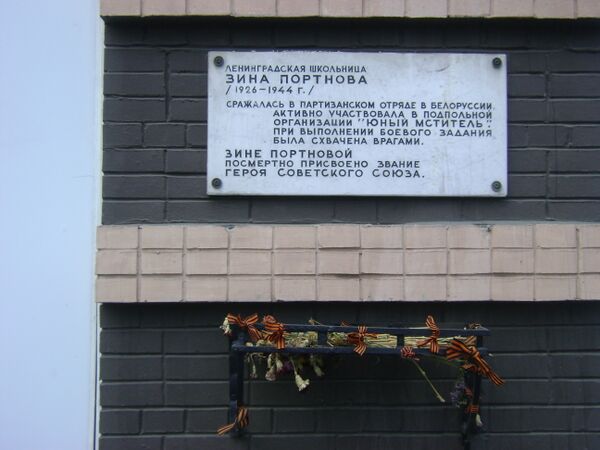 ЛЕНИНГРАДСКАЯ ШКОЛЬНИЦА
ЗИНА ПОРТНОВА
/1926-1944 Г./
СРАЖАЛАСЬ В ПАРТИЗАНСКОМ ОТРЯДЕ В БЕЛОРУССИИ.
АКТИВНО УЧАСТВОВАЛА В ПОДПОЛЬНОЙ
ОРГАНИЗАЦИИ "ЮНЫЙ МСТИТЕЛЬ".
ПРИ ВЫПОЛНЕНИИ БОЕВОГО ЗАДАНИЯ
БЫЛА СХВАЧЕНА ВРАГАМИ.
ЗИНЕ ПОРТНОВОЙ
ПОСМЕРТНО ПРИСВОЕНО ЗВАНИЕ
ГЕРОЯ СОВЕТСКОГО СОЮЗА.